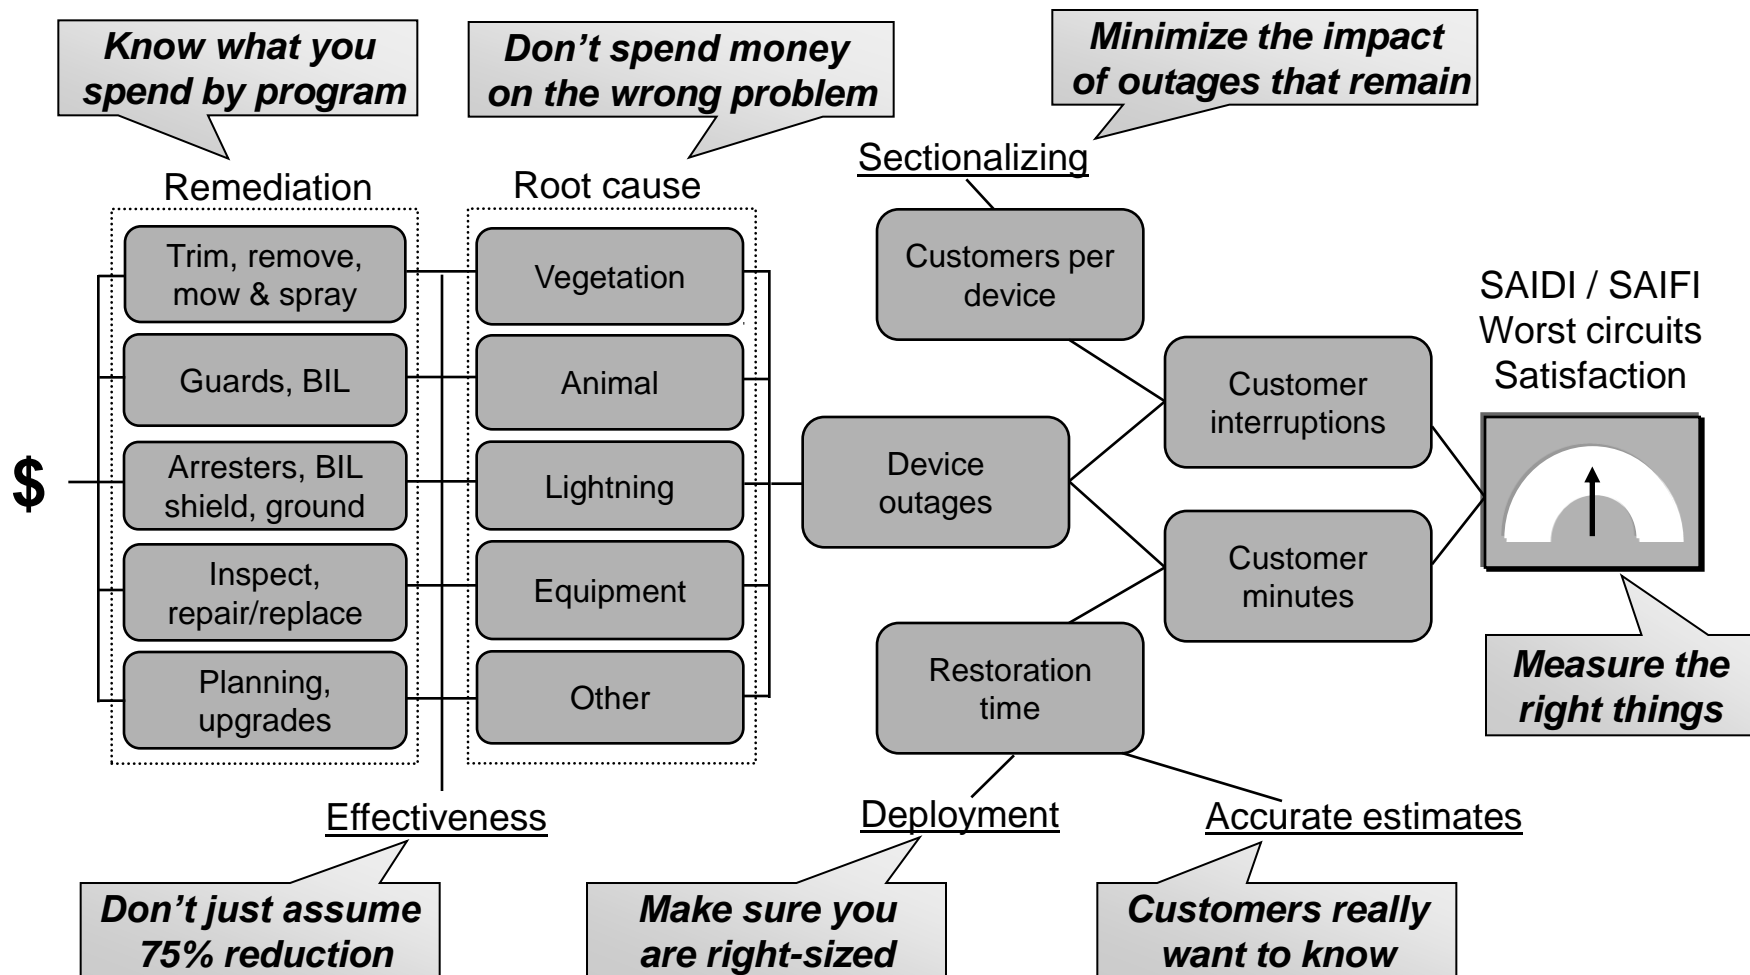 Know what you
spend by program
Don’t spend money
on the wrong problem
Minimize the impact
of outages that remain
Sectionalizing
Remediation
Root cause
Trim, remove,
mow & spray
Vegetation
Customers per
device
SAIDI / SAIFI
Worst circuits
Satisfaction
Guards, BIL
Animal
Customer
interruptions
$
Arresters, BIL
shield, ground
Lightning
Device
outages
Inspect,
repair/replace
Equipment
Customer
minutes
Planning,
upgrades
Other
Restoration
time
Measure the
right things
Effectiveness
Deployment
Accurate estimates
Don’t just assume
75% reduction
Make sure you
are right-sized
Customers really
want to know